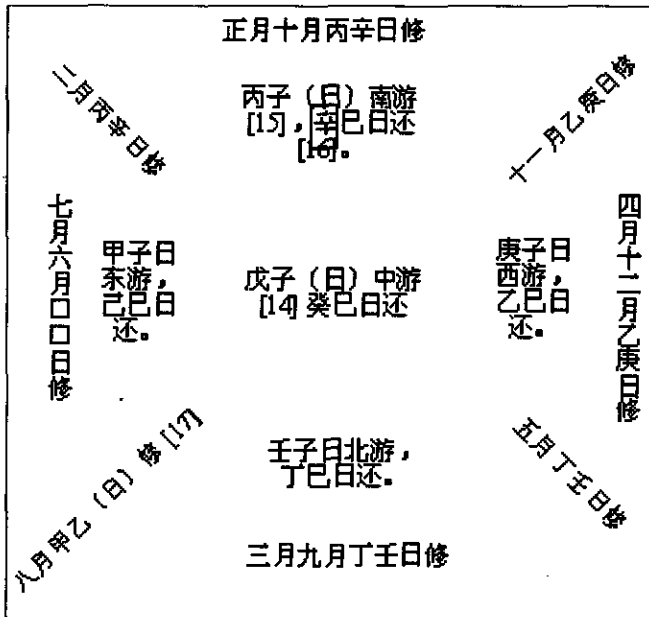 正月十月丙辛日修
二月丙辛日修
丙子（日）南游
[15]，辛巳日还
[16]。
十一月乙庚日修
七月六月口口日修
甲子日
东游，
己巳日
还。
戊子（日）中游
[14] 癸巳日还
庚子日
西游，
乙巳日
还。
四月十二月乙庚日修
八月甲乙（日）修 [17]
壬子日北游，
丁巳日还。
五月丁壬日修
三月九月丁壬日修